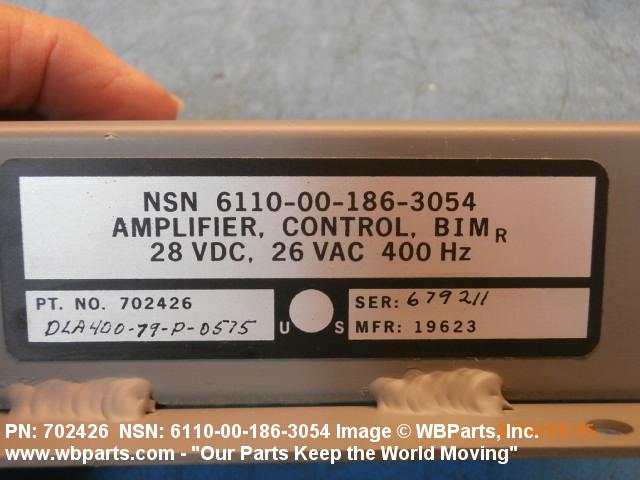 NSN 6110-00-186-3054
AMPLIFIER, CONTROL, BIMR
28 VDC, 26 VAC 400 Hz
PT. NO. 702426
DLA400-79-P-0575
U S
SER: 679211
MFR: 19623
PN: 702426 NSN: 6110-00-186-3054 Image © WBParts, Inc.
www.wbparts.com - "Our Parts Keep the World Moving"